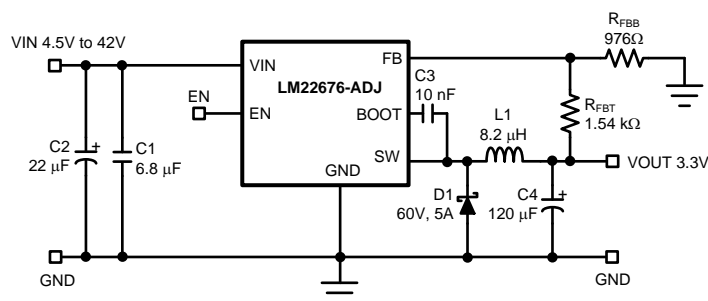 R_FBB
976Ω
VIN 4.5V to 42V
VIN
FB
LM22676-ADJ
C3
10 nF
EN
EN
BOOT
L1
8.2 μH
R_FBT
1.54 kΩ
C2
22 μF
+
C1
6.8 μF
SW
VOUT 3.3V
GND
D1
60V, 5A
C4
120 μF
+
GND
GND